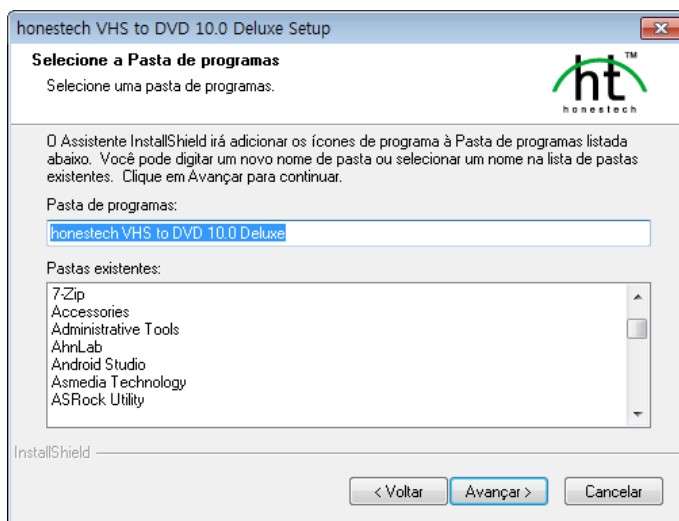 honestech VHS to DVD 10.0 Deluxe Setup
Selecione a Pasta de programas
Selecione uma pasta de programas.
ht™
honestech
O Assistente InstallShield irá adicionar os ícones de programa à Pasta de programas listada
abaixo. Você pode digitar um novo nome de pasta ou selecionar um nome na lista de pastas
existentes. Clique em Avançar para continuar.
Pasta de programas:
honestech VHS to DVD 10.0 Deluxe
Pastas existentes:
7-Zip
Accessories
Administrative Tools
AhnLab
Android Studio
Asmedia Technology
ASRock Utility
InstallShield
< Voltar
Avançar >
Cancelar